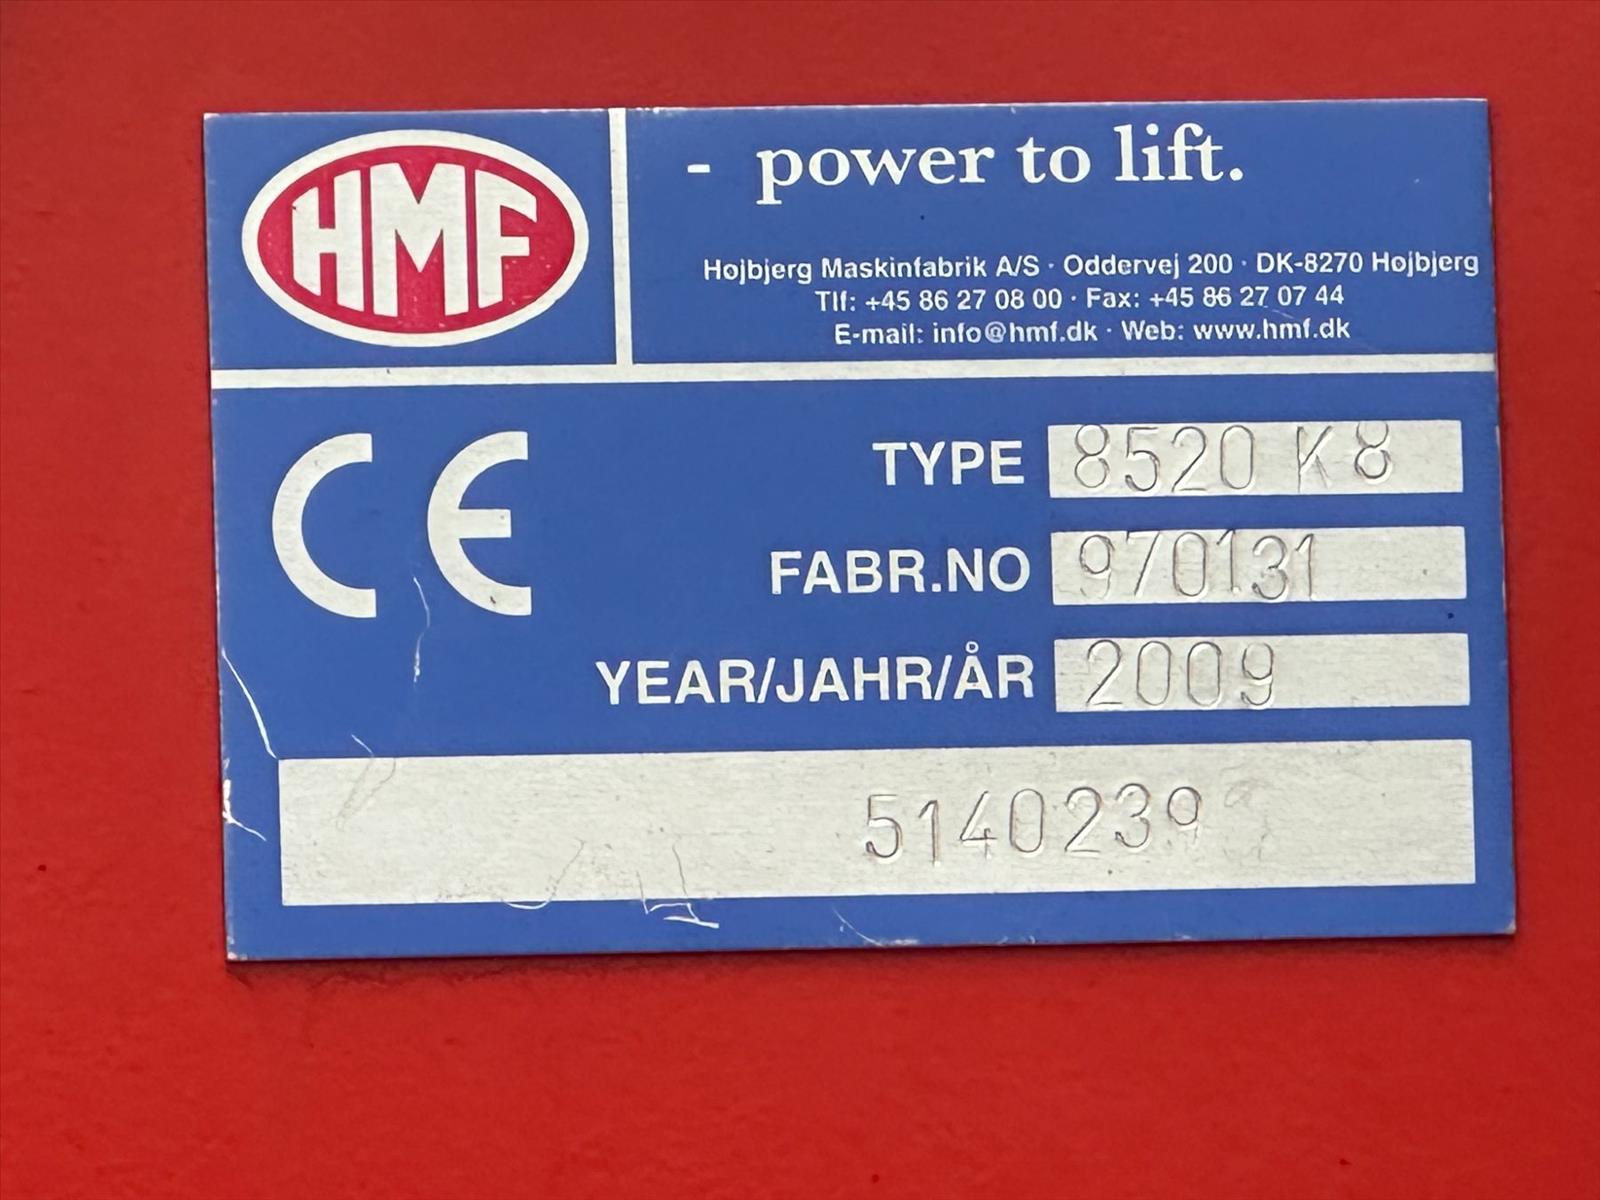 HMF
- power to lift.
Højbjerg Maskinfabrik A/S · Oddervej 200 · DK-8270 Højbjerg
Tlf: +45 86 27 08 00 · Fax: +45 86 27 07 44
E-mail: info@hmf.dk · Web: www.hmf.dk
CE
TYPE 8520 K8
FABR.NO 970131
YEAR/JAHR/ÅR 2009
5140239